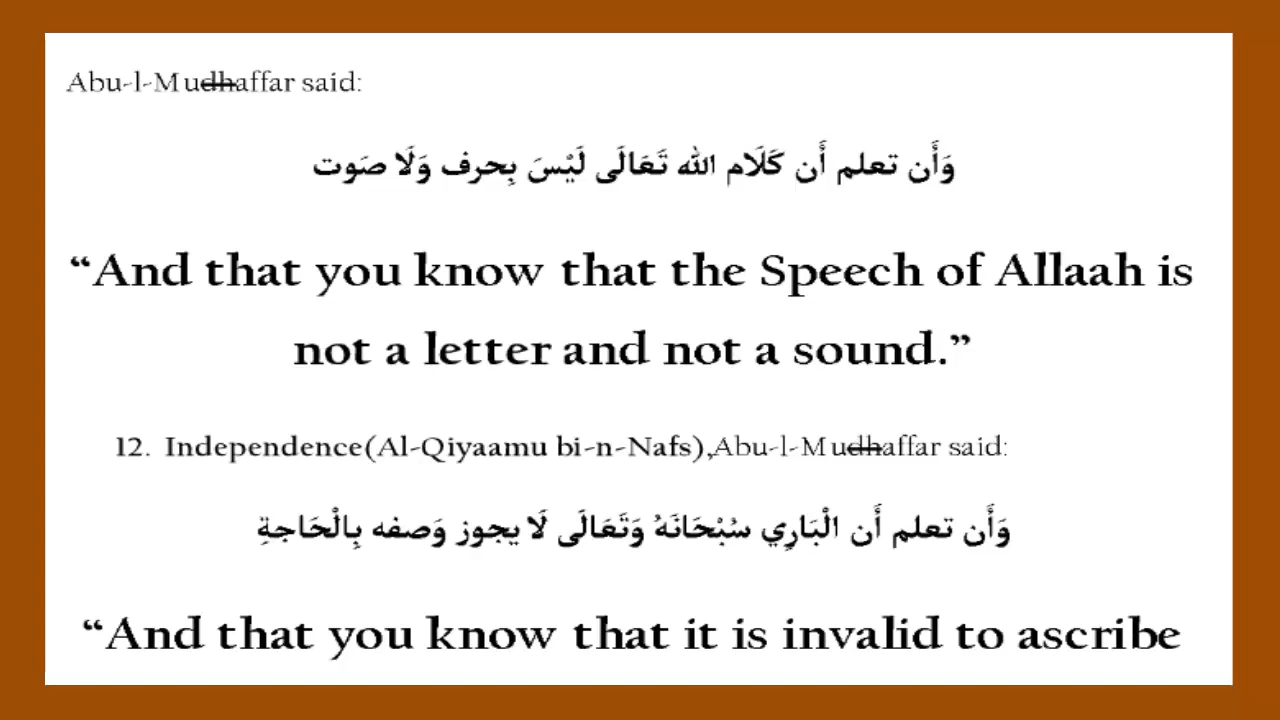 Abu-l-Mudhaffar said:
وَأَن تعلم أَن كَلَام الله تَعَالَى لَيْسَ بِحرف وَلَا صَوت
“And that you know that the Speech of Allaah is
not a letter and not a sound.”
12. Independence(Al-Qiyaamu bi-n-Nafs),Abu-l-Mudhaffar said:
وَأَن تعلم أَن الْبَارِي سُبْحَانَهُ وَتَعَالَى لَا يجوز وَصفه بِالْحَاجةِ
“And that you know that it is invalid to ascribe